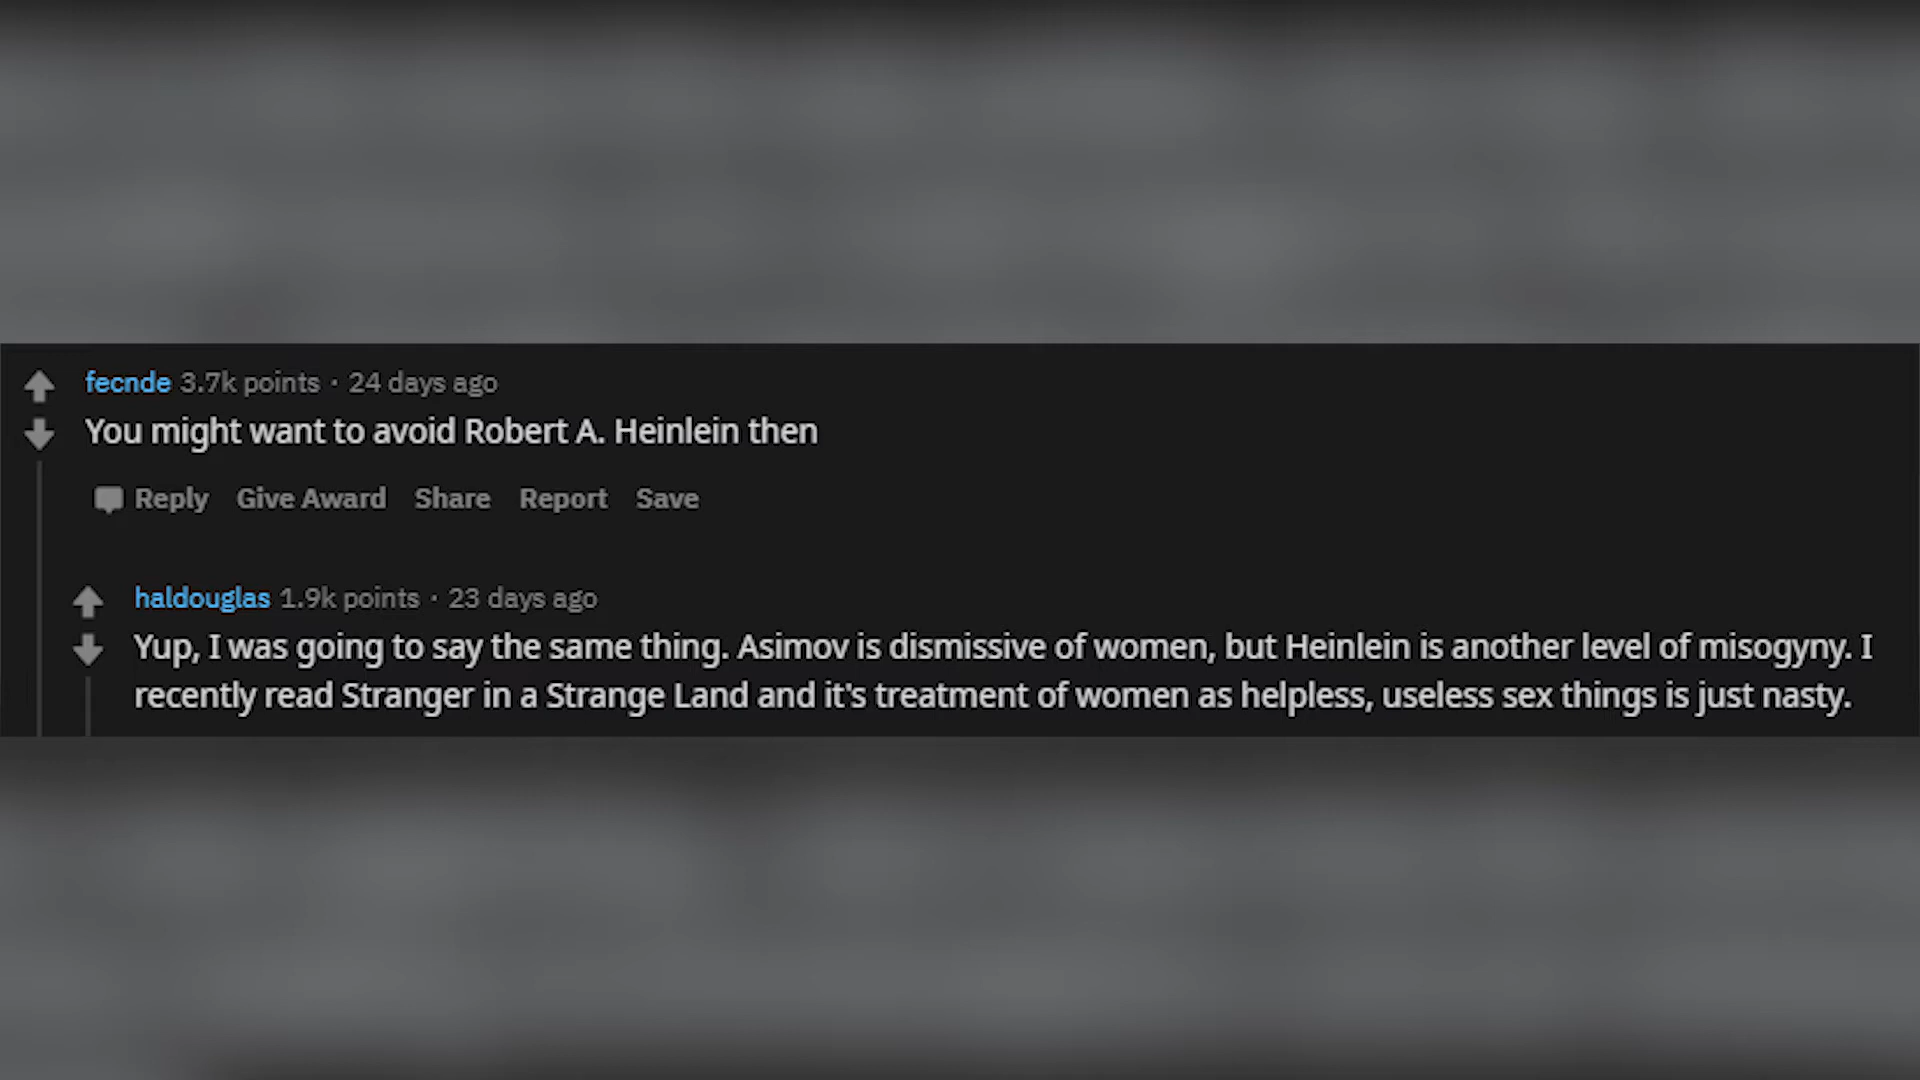 fecnde 3.7k points · 24 days ago
You might want to avoid Robert A. Heinlein then
Reply Give Award Share Report Save
haldouglas 1.9k points · 23 days ago
Yup, I was going to say the same thing. Asimov is dismissive of women, but Heinlein is another level of misogyny. I
recently read Stranger in a Strange Land and it's treatment of women as helpless, useless sex things is just nasty.